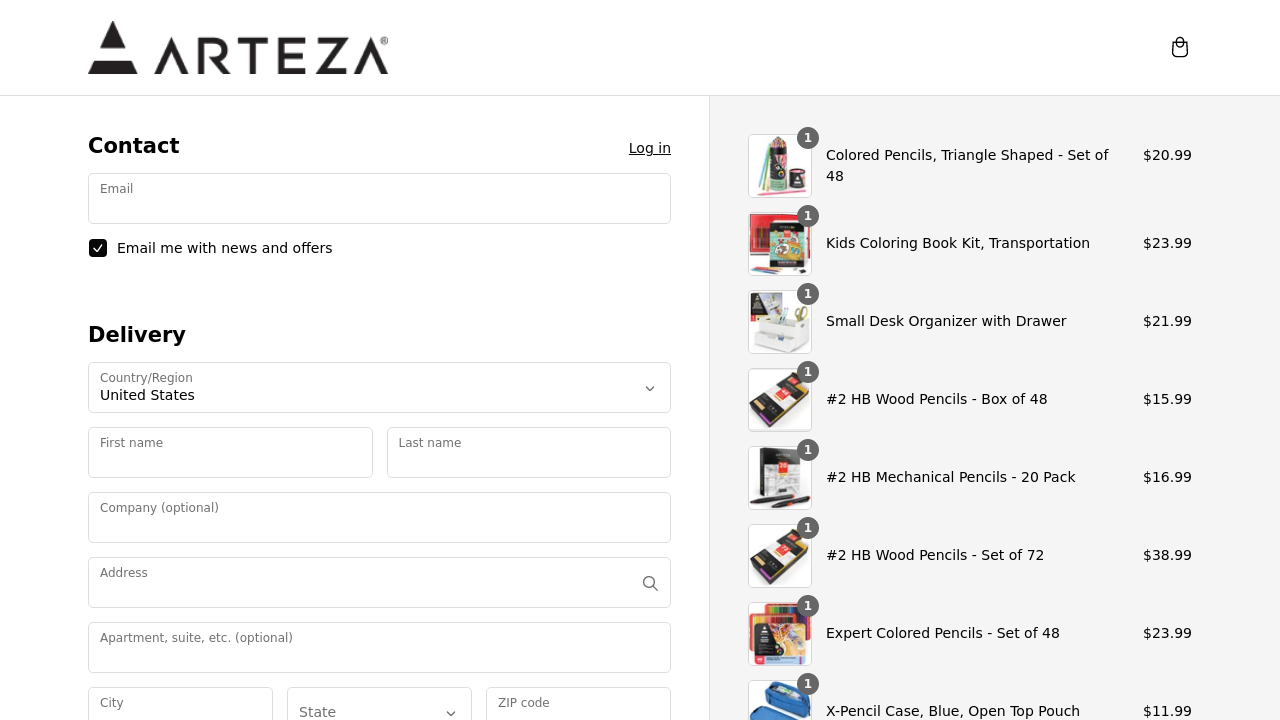 ARTEZA®
Contact
Log in
Email
Email me with news and offers
Delivery
Country/Region
United States
First name
Last name
Company (optional)
Address
Apartment, suite, etc. (optional)
City
State
ZIP code
1
Colored Pencils, Triangle Shaped - Set of
48
$20.99
1
Kids Coloring Book Kit, Transportation
$23.99
1
Small Desk Organizer with Drawer
$21.99
1
#2 HB Wood Pencils - Box of 48
$15.99
1
#2 HB Mechanical Pencils - 20 Pack
$16.99
1
#2 HB Wood Pencils - Set of 72
$38.99
1
Expert Colored Pencils - Set of 48
$23.99
1
X-Pencil Case, Blue, Open Top Pouch
$11.99